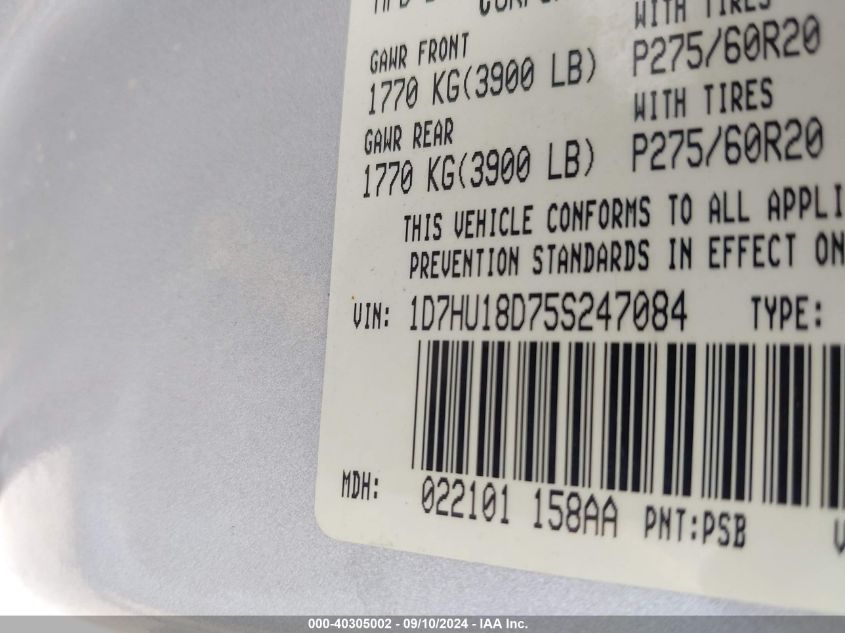 GAWR FRONT
WITH TIRES
1770 KG(3900 LB) P275/60R20
GAWR REAR
WITH TIRES
1770 KG(3900 LB) P275/60R20
THIS VEHICLE CONFORMS TO ALL APPLI
PREVENTION STANDARDS IN EFFECT ON
VIN: 1D7HU18D75S247084 TYPE:
MDH: 022101 158AA PNT:PSB
000-40305002 - 09/10/2024 - IAA Inc.